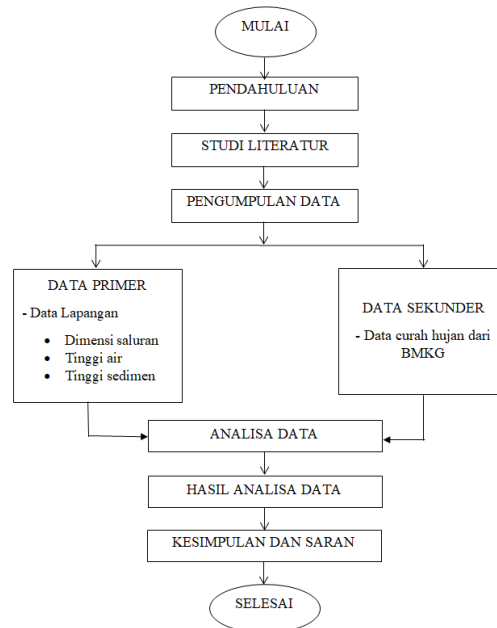 MULAI
PENDAHULUAN
STUDI LITERATUR
PENGUMPULAN DATA
DATA PRIMER
- Data Lapangan
• Dimensi saluran
• Tinggi air
• Tinggi sedimen
DATA SEKUNDER
- Data curah hujan dari
BMKG
ANALISA DATA
HASIL ANALISA DATA
KESIMPULAN DAN SARAN
SELESAI